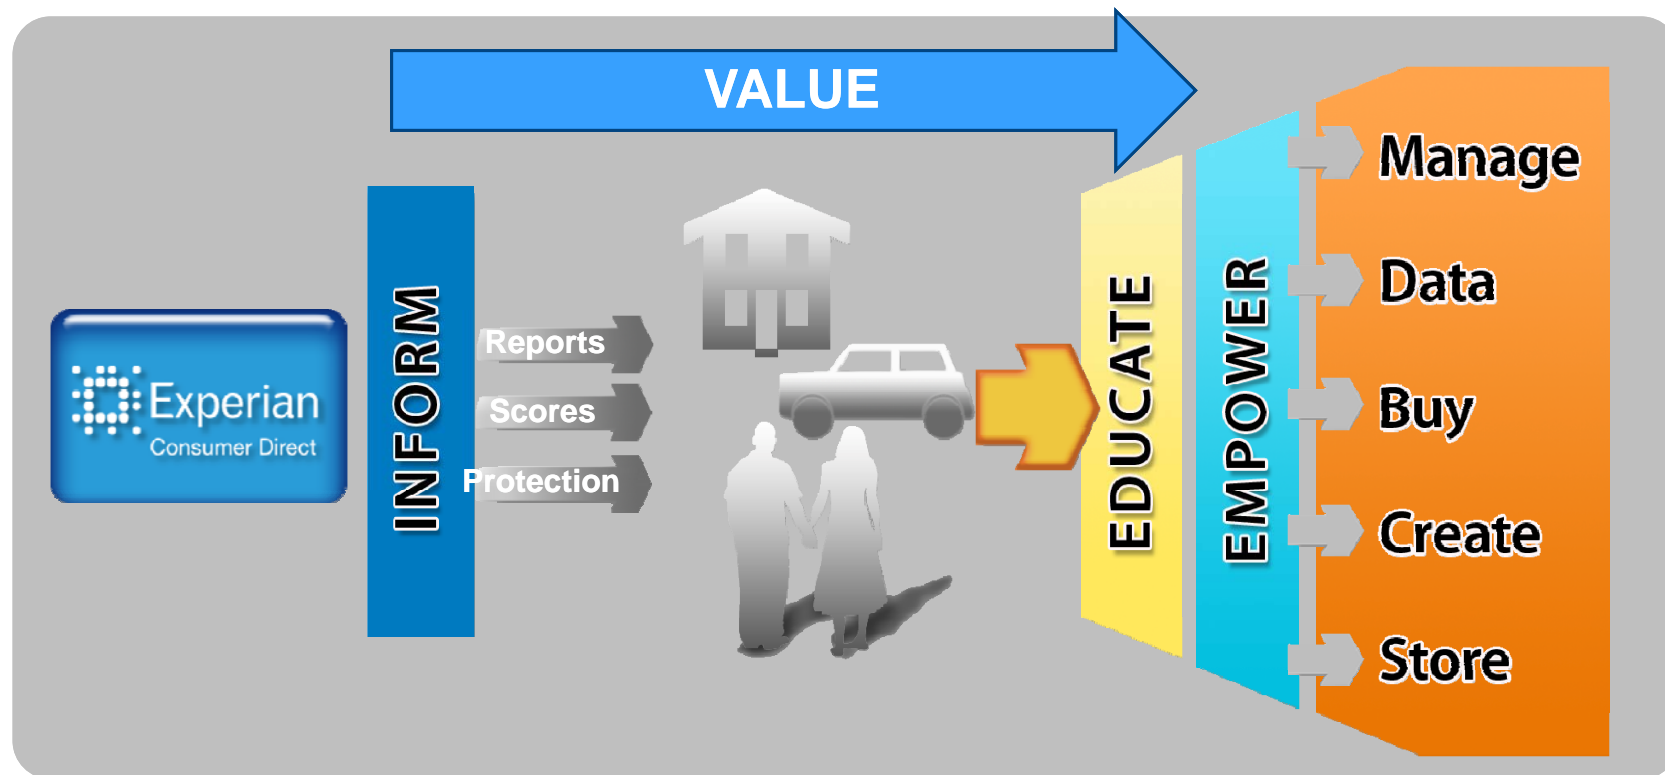 VALUE
Experian
Consumer Direct
INFORM
Reports
Scores
Protection
EDUCATE
EMPOWER
Manage
Data
Buy
Create
Store